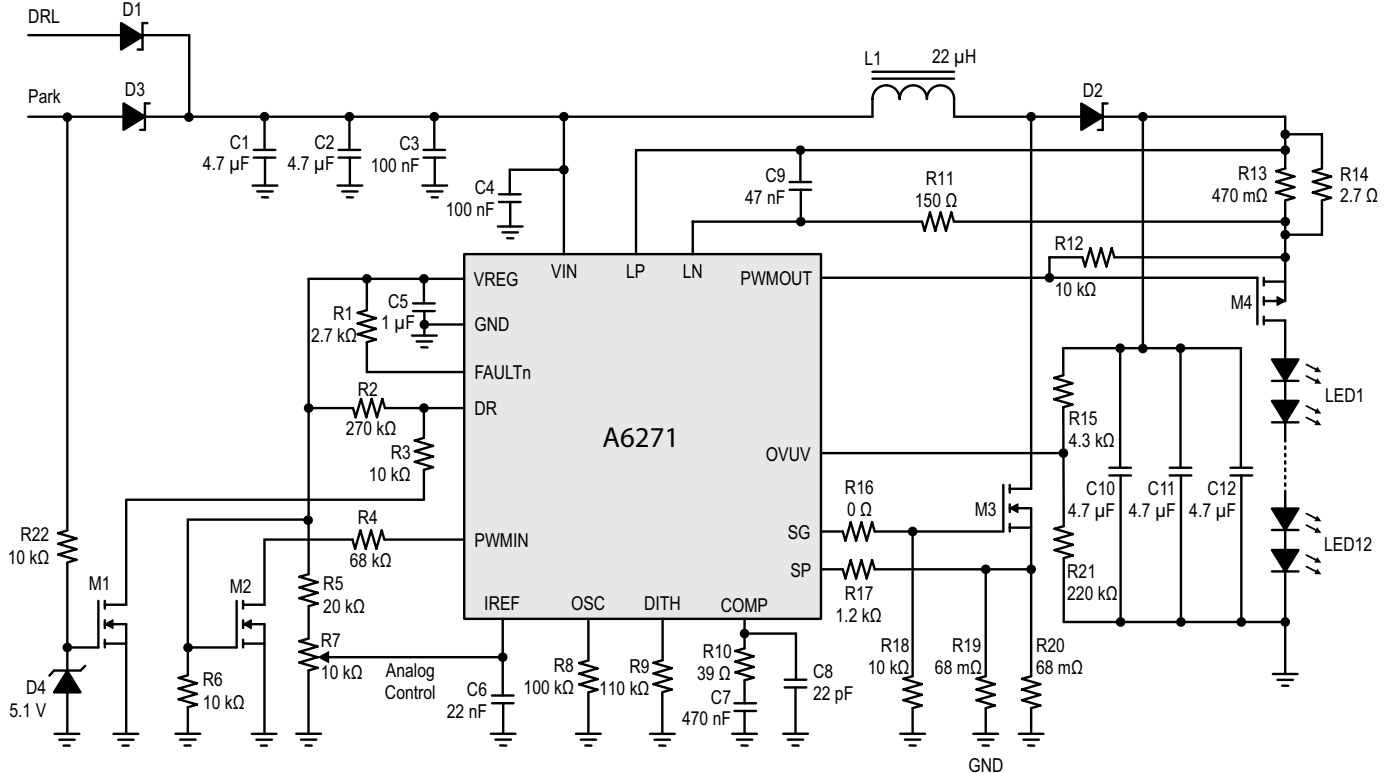 DRL
D1
L1
22 µH
D2
Park
D3
C1
4.7 µF
C2
4.7 µF
C3
100 nF
C4
100 nF
C9
47 nF
R11
150 Ω
R13
470 mΩ
R14
2.7 Ω
R12
10 kΩ
M4
VREG
VIN
LP
LN
PWMOUT
R1
2.7 kΩ
C5
1 µF
GND
FAULTn
R2
270 kΩ
DR
R3
10 kΩ
A6271
OVUV
R15
4.3 kΩ
LED1
C10
4.7 µF
C11
4.7 µF
C12
4.7 µF
R22
10 kΩ
R4
68 kΩ
PWMIN
R16
0 Ω
SG
M3
LED12
SP
R17
1.2 kΩ
R21
220 kΩ
M1
M2
R5
20 kΩ
IREF
OSC
DITH
COMP
D4
5.1 V
R6
10 kΩ
R7
10 kΩ
Analog
Control
C6
22 nF
R8
100 kΩ
R9
110 kΩ
R10
39 Ω
C7
470 nF
C8
22 pF
R18
10 kΩ
R19
68 mΩ
R20
68 mΩ
GND